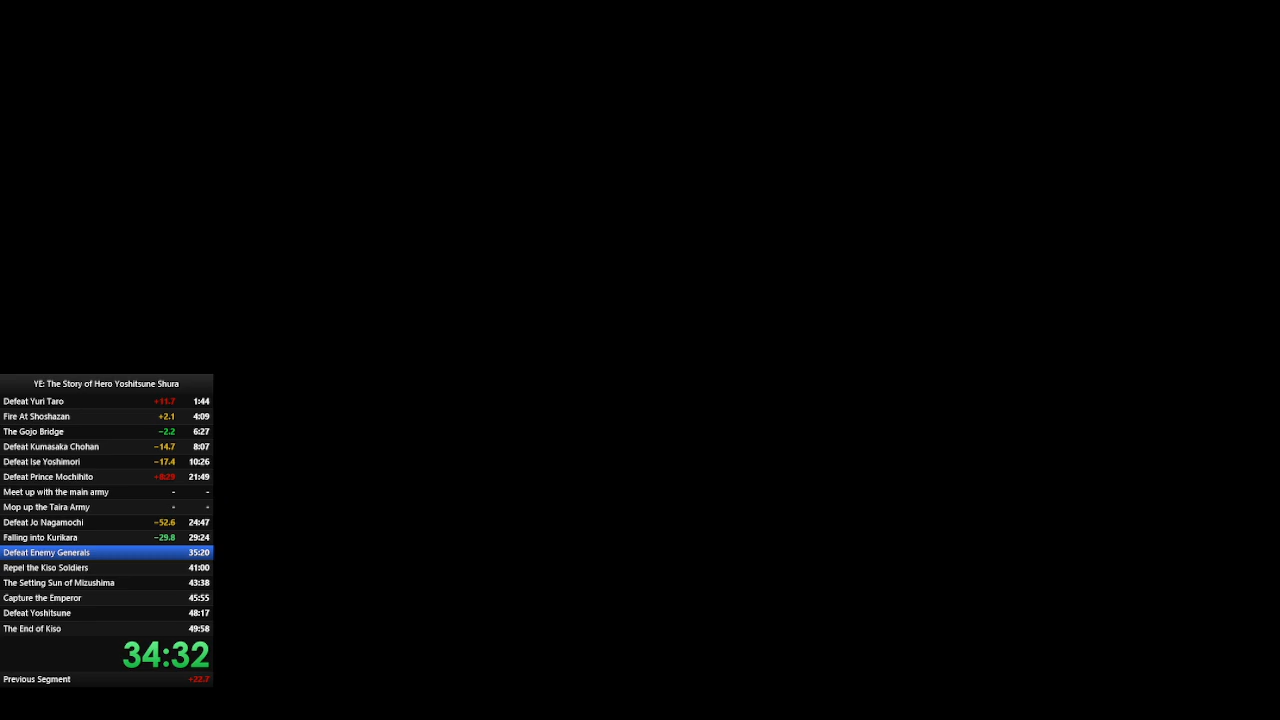 YE: The Story of Hero Yoshitsune Shura
Defeat Yuri Taro +11.7 1:44
Fire At Shoshazan +2.1 4:09
The Gojo Bridge −2.2 6:27
Defeat Kumasaka Chohan −14.7 8:07
Defeat Ise Yoshimori −17.4 10:26
Defeat Prince Mochihito +8:29 21:49
Meet up with the main army - -
Mop up the Taira Army - -
Defeat Jo Nagamochi −52.6 24:47
Falling into Kurikara −29.8 29:24
Defeat Enemy Generals 35:20
Repel the Kiso Soldiers 41:00
The Setting Sun of Mizushima 43:38
Capture the Emperor 45:55
Defeat Yoshitsune 48:17
The End of Kiso 49:58
34:32
Previous Segment +22.7